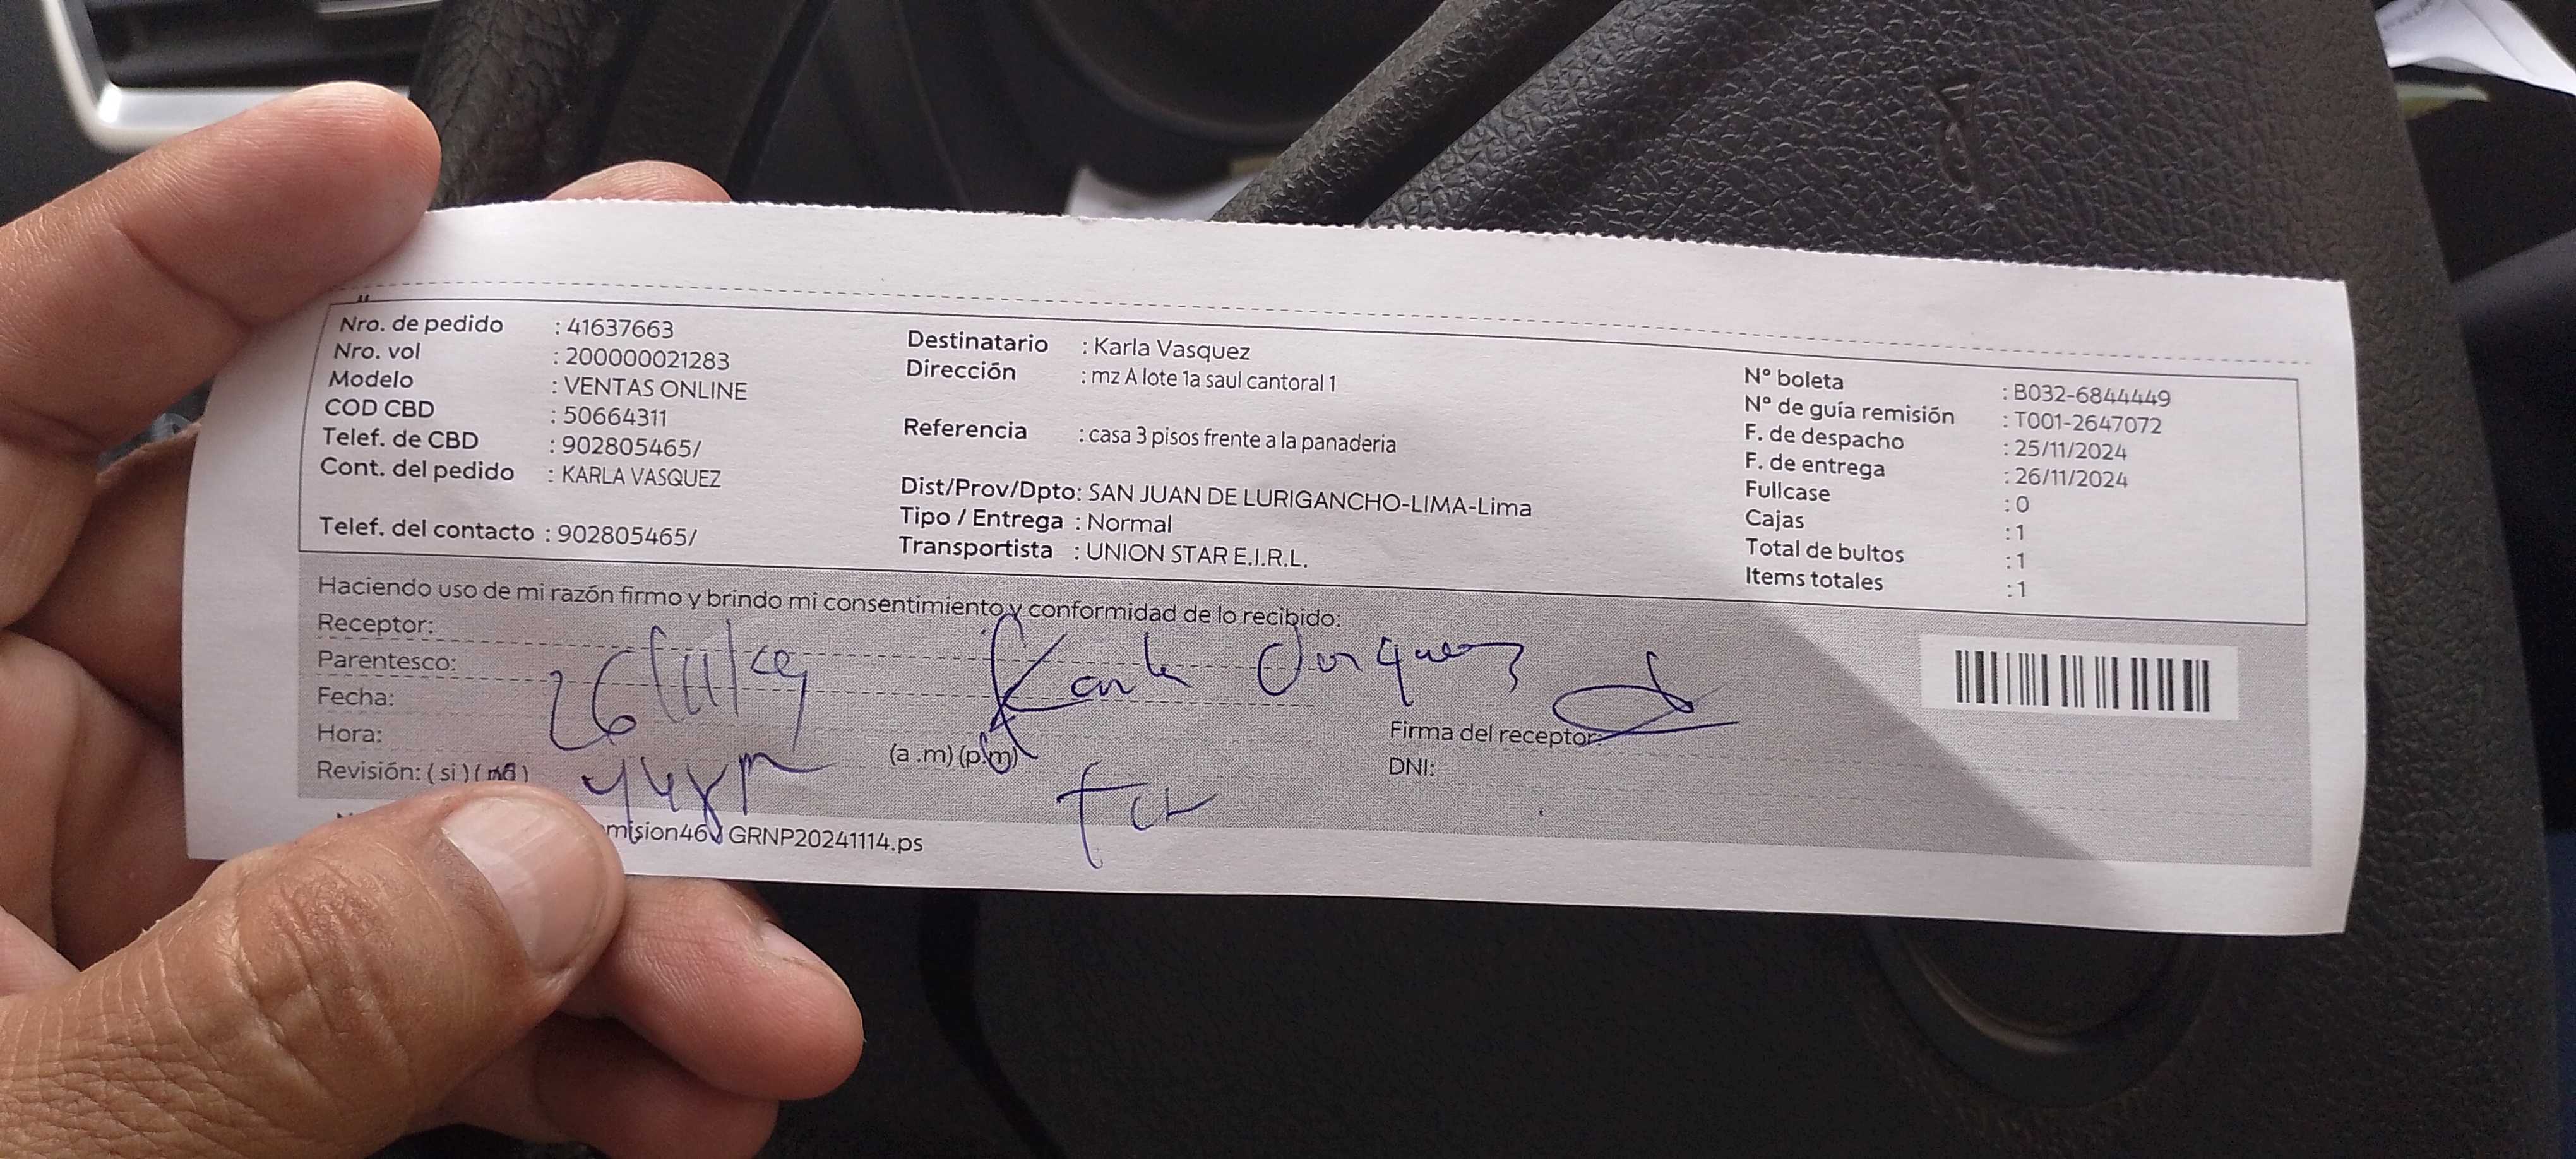 Nro. de pedido : 41637663
Nro. vol : 200000021283
Modelo : VENTAS ONLINE
COD CBD : 50664311
Telef. de CBD : 902805465/
Cont. del pedido : KARLA VASQUEZ
Telef. del contacto : 902805465/
Destinatario : Karla Vasquez
Dirección : mz A lote 1a saul cantoral 1
Referencia : casa 3 pisos frente a la panaderia
Dist/Prov/Dpto: SAN JUAN DE LURIGANCHO-LIMA-Lima
Tipo / Entrega : Normal
Transportista : UNION STAR E.I.R.L.
N° boleta : B032-6844449
N° de guía remisión : T001-2647072
F. de despacho : 25/11/2024
F. de entrega : 26/11/2024
Fullcase : 0
Cajas : 1
Total de bultos : 1
Items totales : 1
Haciendo uso de mi razón firmo y brindo mi consentimiento y conformidad de lo recibido:
Receptor:
Parentesco: Karla
Fecha: 26/11/
Hora: (a .m) (p.m) Firma del receptor:
Revisión: ( si ) ( no ) DNI:
GRNP20241114.ps